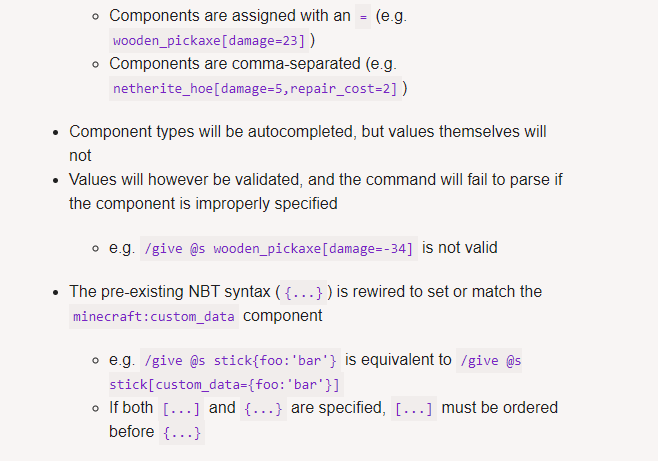 Components are assigned with an = (e.g.
wooden_pickaxe[damage=23] )
Components are comma-separated (e.g.
netherite_hoe[damage=5,repair_cost=2] )
Component types will be autocompleted, but values themselves will
not
Values will however be validated, and the command will fail to parse if
the component is improperly specified
e.g. /give @s wooden_pickaxe[damage=-34] is not valid
The pre-existing NBT syntax ( {...} ) is rewired to set or match the
minecraft:custom_data component
e.g. /give @s stick{foo:'bar'} is equivalent to /give @s
stick[custom_data={foo:'bar'}]
If both [...] and {...} are specified, [...] must be ordered
before {...}